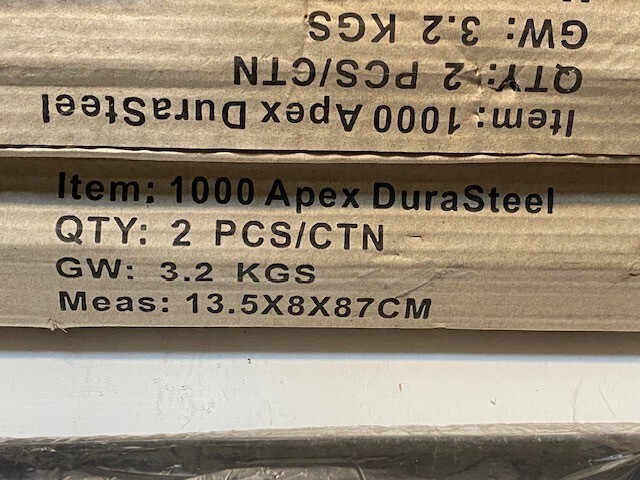 GW: 3.2 KGS
QTY: 2 PCS/CTN
Item: 1000 Apex DuraSteel
Item: 1000 Apex DuraSteel
QTY: 2 PCS/CTN
GW: 3.2 KGS
Meas: 13.5X8X87CM